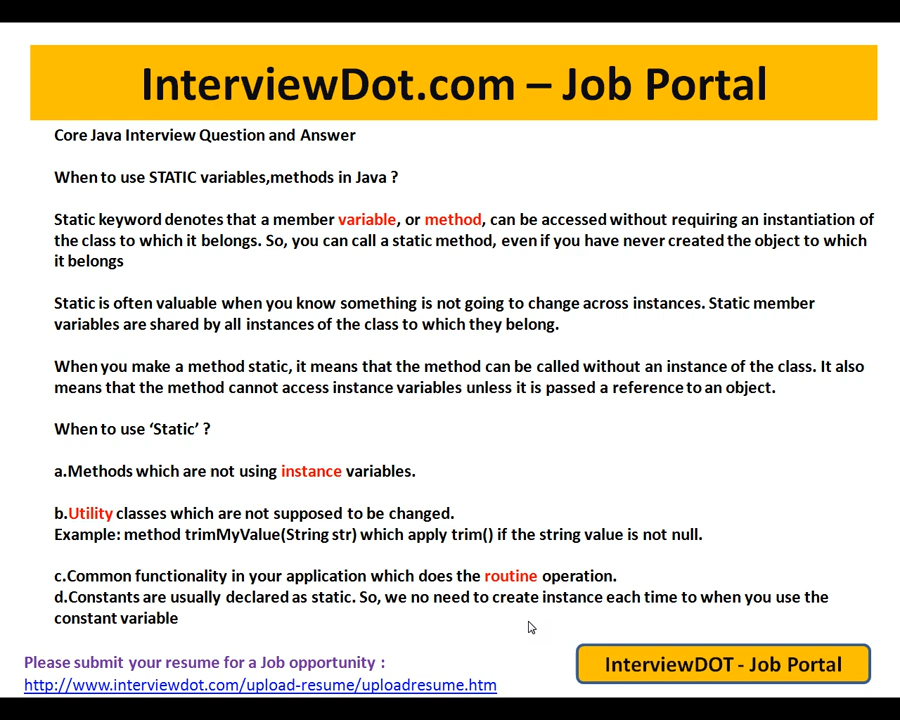 InterviewDot.com – Job Portal
Core Java Interview Question and Answer
When to use STATIC variables,methods in Java ?
Static keyword denotes that a member variable, or method, can be accessed without requiring an instantiation of
the class to which it belongs. So, you can call a static method, even if you have never created the object to which
it belongs
Static is often valuable when you know something is not going to change across instances. Static member
variables are shared by all instances of the class to which they belong.
When you make a method static, it means that the method can be called without an instance of the class. It also
means that the method cannot access instance variables unless it is passed a reference to an object.
When to use ‘Static’ ?
a.Methods which are not using instance variables.
b.Utility classes which are not supposed to be changed.
Example: method trimMyValue(String str) which apply trim() if the string value is not null.
c.Common functionality in your application which does the routine operation.
d.Constants are usually declared as static. So, we no need to create instance each time to when you use the
constant variable
Please submit your resume for a Job opportunity :
http://www.interviewdot.com/upload-resume/uploadresume.htm
InterviewDOT - Job Portal